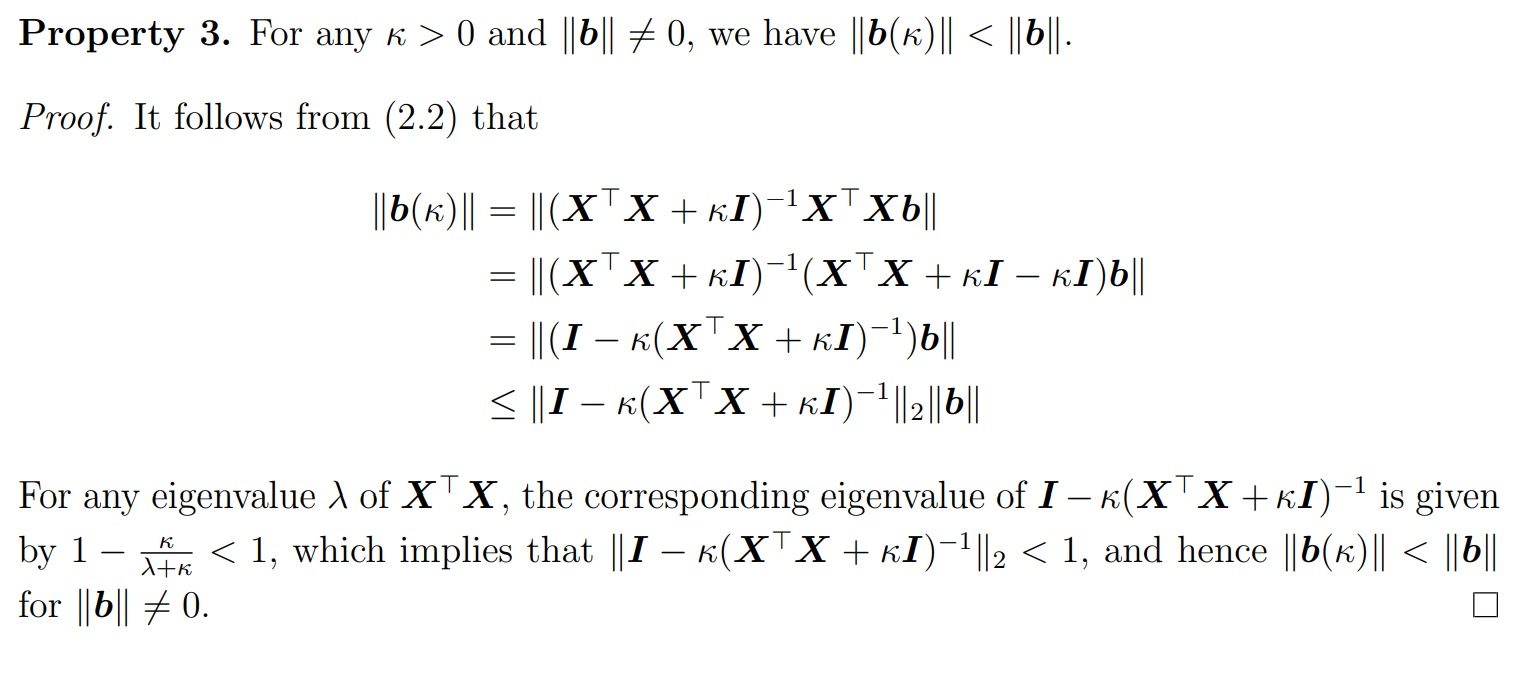 Property 3. For any κ > 0 and ‖b‖ ≠ 0, we have ‖b(κ)‖ < ‖b‖.
Proof. It follows from (2.2) that
‖b(κ)‖ = ‖(X⊤X + κI)⁻¹X⊤Xb‖
= ‖(X⊤X + κI)⁻¹(X⊤X + κI − κI)b‖
= ‖(I − κ(X⊤X + κI)⁻¹)b‖
≤ ‖I − κ(X⊤X + κI)⁻¹‖₂‖b‖
For any eigenvalue λ of X⊤X, the corresponding eigenvalue of I − κ(X⊤X + κI)⁻¹ is given
by 1 − κ/(λ+κ) < 1, which implies that ‖I − κ(X⊤X + κI)⁻¹‖₂ < 1, and hence ‖b(κ)‖ < ‖b‖
for ‖b‖ ≠ 0. □